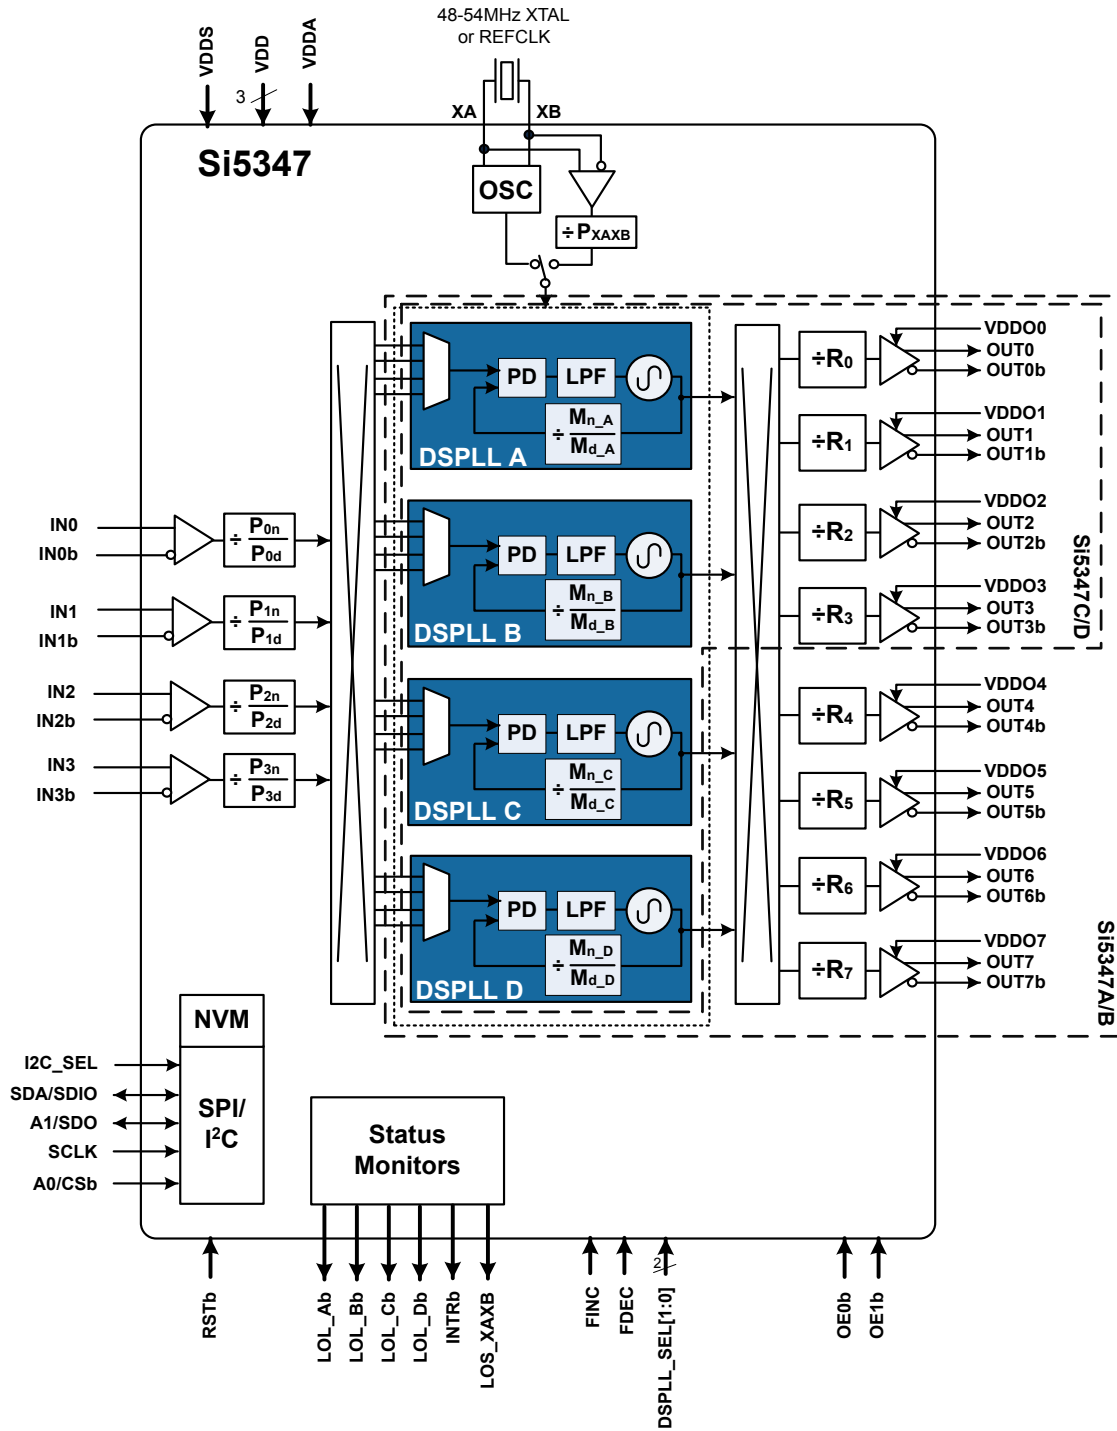 48-54MHz XTAL
or REFCLK
VDDS
VDD
VDDA
3
XA
XB
Si5347
OSC
÷PXAXB
IN0
IN0b
÷ P0n
P0d
IN1
IN1b
÷ P1n
P1d
IN2
IN2b
÷ P2n
P2d
IN3
IN3b
÷ P3n
P3d
PD
LPF
÷ Mn_A
Md_A
DSPLL A
PD
LPF
÷ Mn_B
Md_B
DSPLL B
PD
LPF
÷ Mn_C
Md_C
DSPLL C
PD
LPF
÷ Mn_D
Md_D
DSPLL D
÷R0
VDDO0
OUT0
OUT0b
÷R1
VDDO1
OUT1
OUT1b
÷R2
VDDO2
OUT2
OUT2b
÷R3
VDDO3
OUT3
OUT3b
÷R4
VDDO4
OUT4
OUT4b
÷R5
VDDO5
OUT5
OUT5b
÷R6
VDDO6
OUT6
OUT6b
÷R7
VDDO7
OUT7
OUT7b
Si5347C/D
Si5347A/B
NVM
SPI/
I²C
I2C_SEL
SDA/SDIO
A1/SDO
SCLK
A0/CSb
Status
Monitors
RSTb
LOL_Ab
LOL_Bb
LOL_Cb
LOL_Db
INTRb
LOS_XAXB
FINC
FDEC
2
DSPLL_SEL[1:0]
OE0b
OE1b